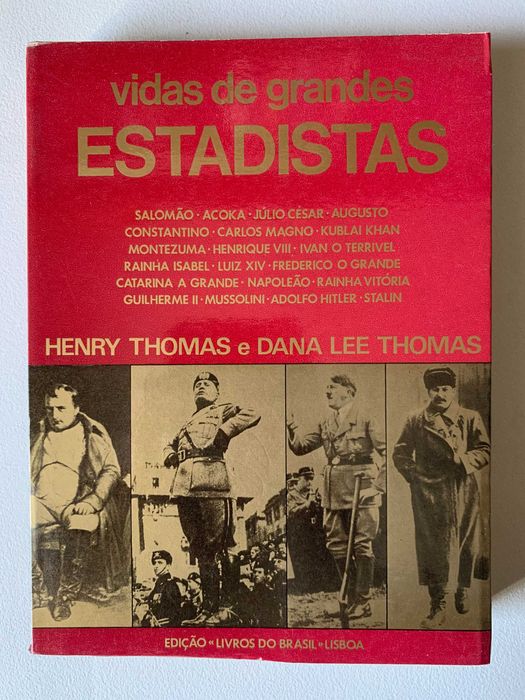 vidas de grandes
ESTADISTAS
SALOMÃO · ACOKA · JÚLIO CÉSAR · AUGUSTO
CONSTANTINO · CARLOS MAGNO · KUBLAI KHAN
MONTEZUMA · HENRIQUE VIII · IVAN O TERRIVEL
RAINHA ISABEL · LUIZ XIV · FREDERICO O GRANDE
CATARINA A GRANDE · NAPOLEÃO · RAINHA VITÓRIA
GUILHERME II · MUSSOLINI · ADOLFO HITLER · STALIN
HENRY THOMAS e DANA LEE THOMAS
EDIÇÃO «LIVROS DO BRASIL» LISBOA